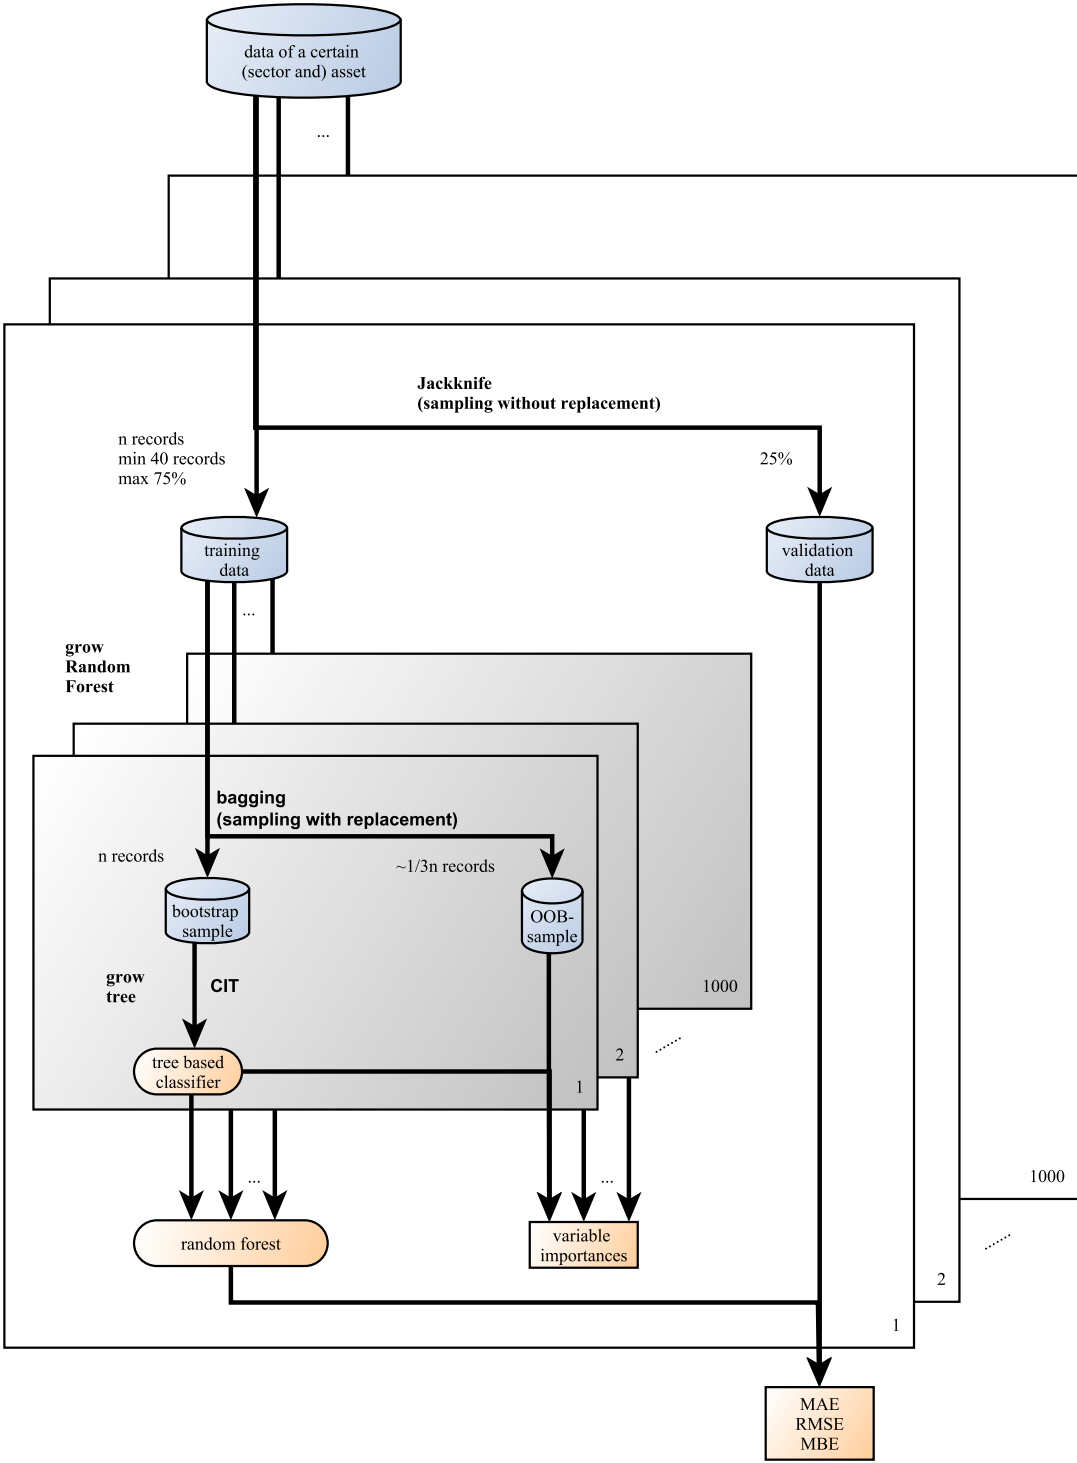 data of a certain
(sector and) asset
...
Jackknife
(sampling without replacement)
n records
min 40 records
max 75%
25%
training
data
validation
data
...
grow
Random
Forest
bagging
(sampling with replacement)
n records
~1/3n records
bootstrap
sample
OOB-
sample
grow
tree
CIT
1000
2
tree based
classifier
1
...
...
1000
random forest
variable
importances
2
1
MAE
RMSE
MBE